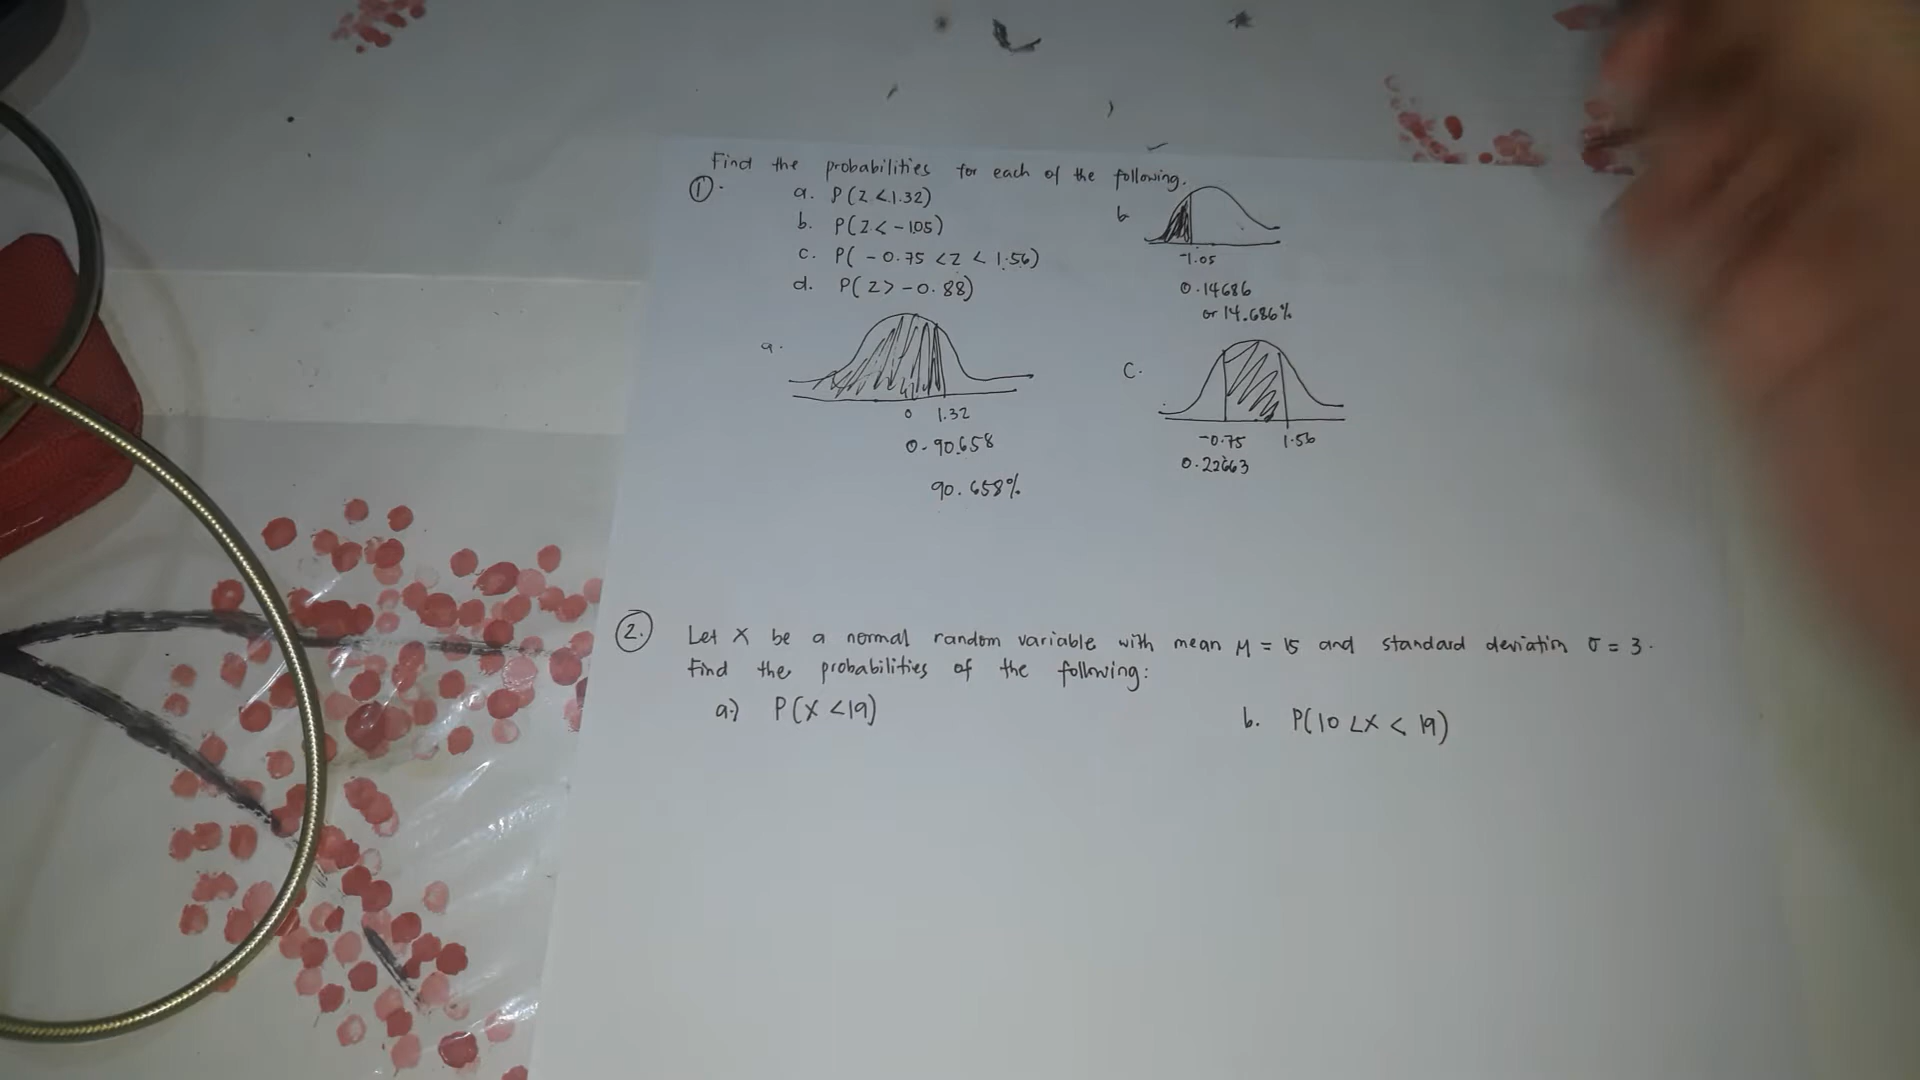 Find the probabilities for each of the following.
①.
a. P(Z < 1.32)
b. P(Z < -1.05)
c. P( -0.75 < Z < 1.56)
d. P( Z > -0.88)
a.
0 1.32
0.90658
90.658%
b
-1.05
0.14686
or 14.686%
C.
-0.75 1.56
0.22663
②. Let X be a normal random variable with mean μ = 15 and standard deviation σ = 3.
Find the probabilities of the following:
a.) P(X < 19)
b. P(10 < X < 19)